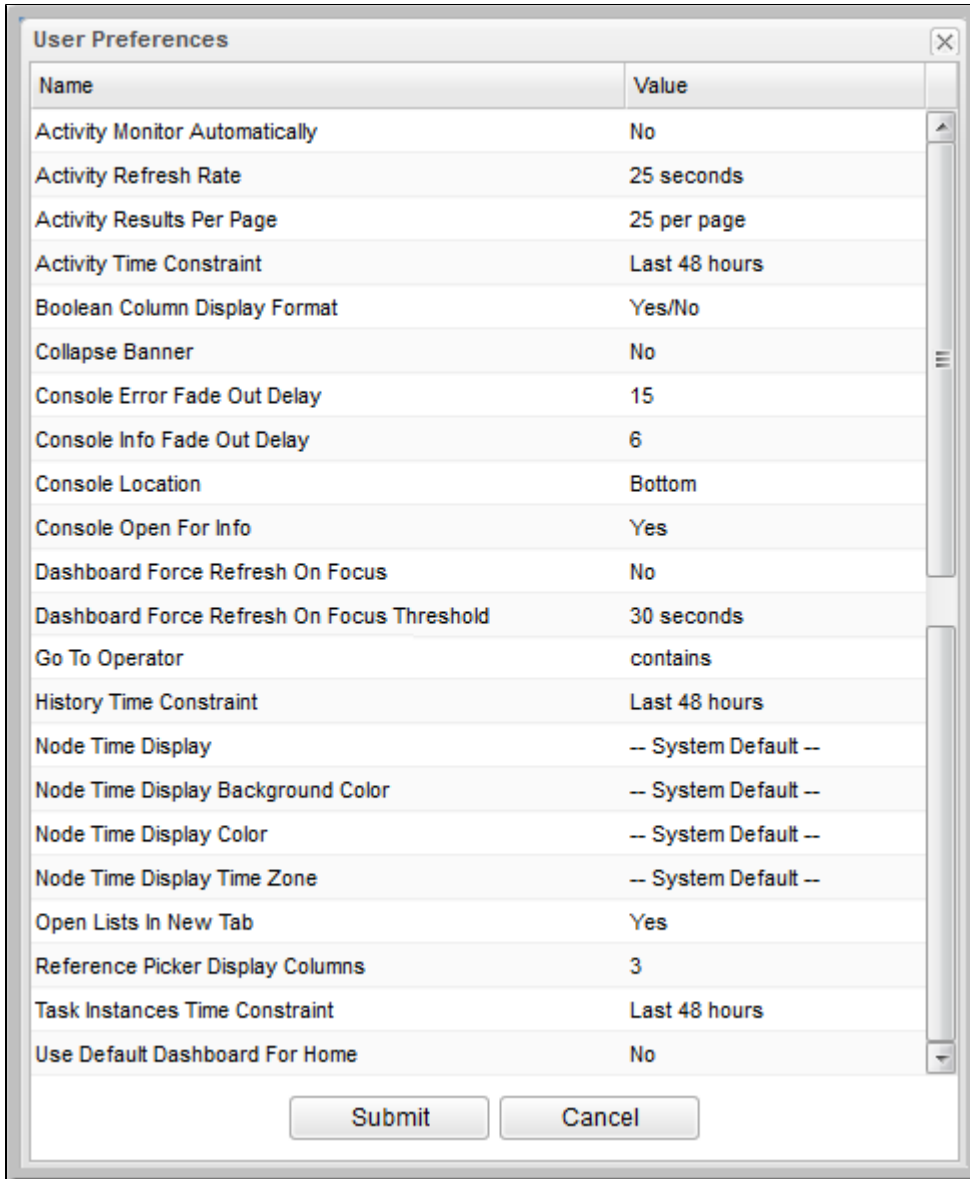 User Preferences
Name Value
Activity Monitor Automatically No
Activity Refresh Rate 25 seconds
Activity Results Per Page 25 per page
Activity Time Constraint Last 48 hours
Boolean Column Display Format Yes/No
Collapse Banner No
Console Error Fade Out Delay 15
Console Info Fade Out Delay 6
Console Location Bottom
Console Open For Info Yes
Dashboard Force Refresh On Focus No
Dashboard Force Refresh On Focus Threshold 30 seconds
Go To Operator contains
History Time Constraint Last 48 hours
Node Time Display -- System Default --
Node Time Display Background Color -- System Default --
Node Time Display Color -- System Default --
Node Time Display Time Zone -- System Default --
Open Lists In New Tab Yes
Reference Picker Display Columns 3
Task Instances Time Constraint Last 48 hours
Use Default Dashboard For Home No
Submit Cancel